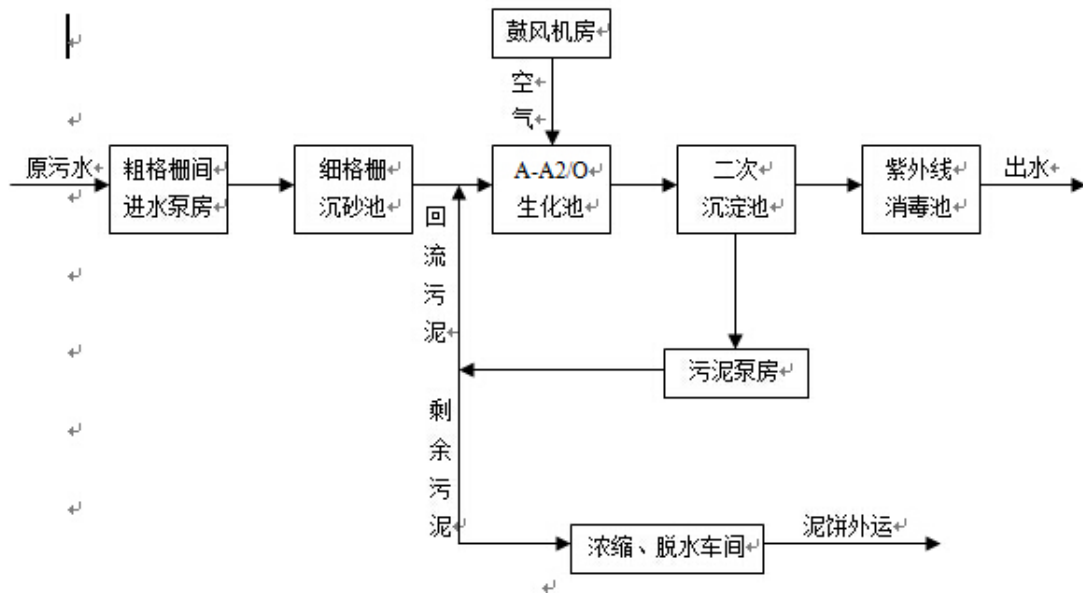 鼓风机房
空
气
原污水
粗格栅间
进水泵房
细格栅
沉砂池
A-A2/O
生化池
二次
沉淀池
紫外线
消毒池
出水
回
流
污
泥
污泥泵房
剩
余
污
泥
浓缩、脱水车间
泥饼外运